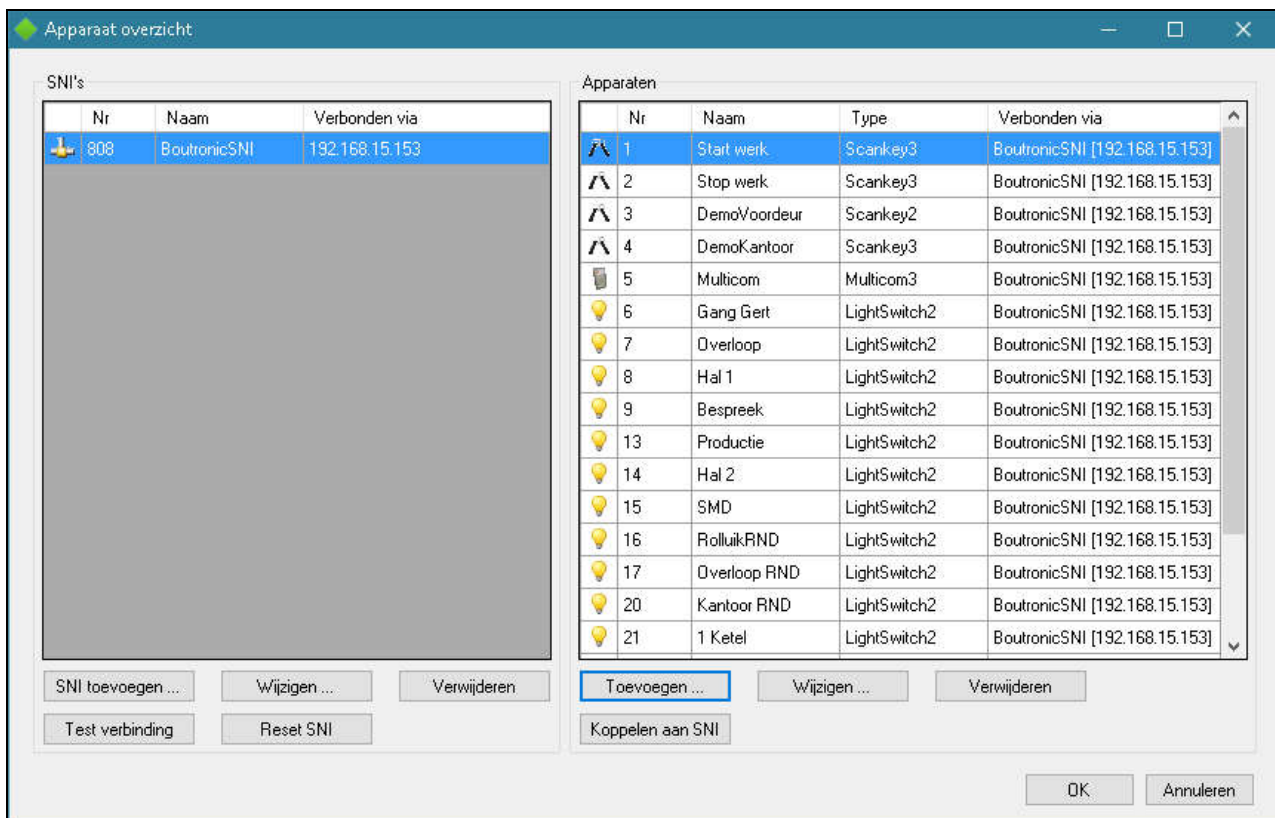 Apparaat overzicht
SNI's
Nr Naam Verbonden via
808 BoutronicSNI 192.168.15.153
SNI toevoegen ... Wijzigen ... Verwijderen
Test verbinding Reset SNI
Apparaten
Nr Naam Type Verbonden via
1 Start werk Scankey3 BoutronicSNI [192.168.15.153]
2 Stop werk Scankey3 BoutronicSNI [192.168.15.153]
3 DemoVoordeur Scankey2 BoutronicSNI [192.168.15.153]
4 DemoKantoor Scankey3 BoutronicSNI [192.168.15.153]
5 Multicom Multicom3 BoutronicSNI [192.168.15.153]
6 Gang Gert LightSwitch2 BoutronicSNI [192.168.15.153]
7 Overloop LightSwitch2 BoutronicSNI [192.168.15.153]
8 Hal 1 LightSwitch2 BoutronicSNI [192.168.15.153]
9 Bespreek LightSwitch2 BoutronicSNI [192.168.15.153]
13 Productie LightSwitch2 BoutronicSNI [192.168.15.153]
14 Hal 2 LightSwitch2 BoutronicSNI [192.168.15.153]
15 SMD LightSwitch2 BoutronicSNI [192.168.15.153]
16 RolluikRND LightSwitch2 BoutronicSNI [192.168.15.153]
17 Overloop RND LightSwitch2 BoutronicSNI [192.168.15.153]
20 Kantoor RND LightSwitch2 BoutronicSNI [192.168.15.153]
21 1 Ketel LightSwitch2 BoutronicSNI [192.168.15.153]
Toevoegen ... Wijzigen ... Verwijderen
Koppelen aan SNI
OK Annuleren